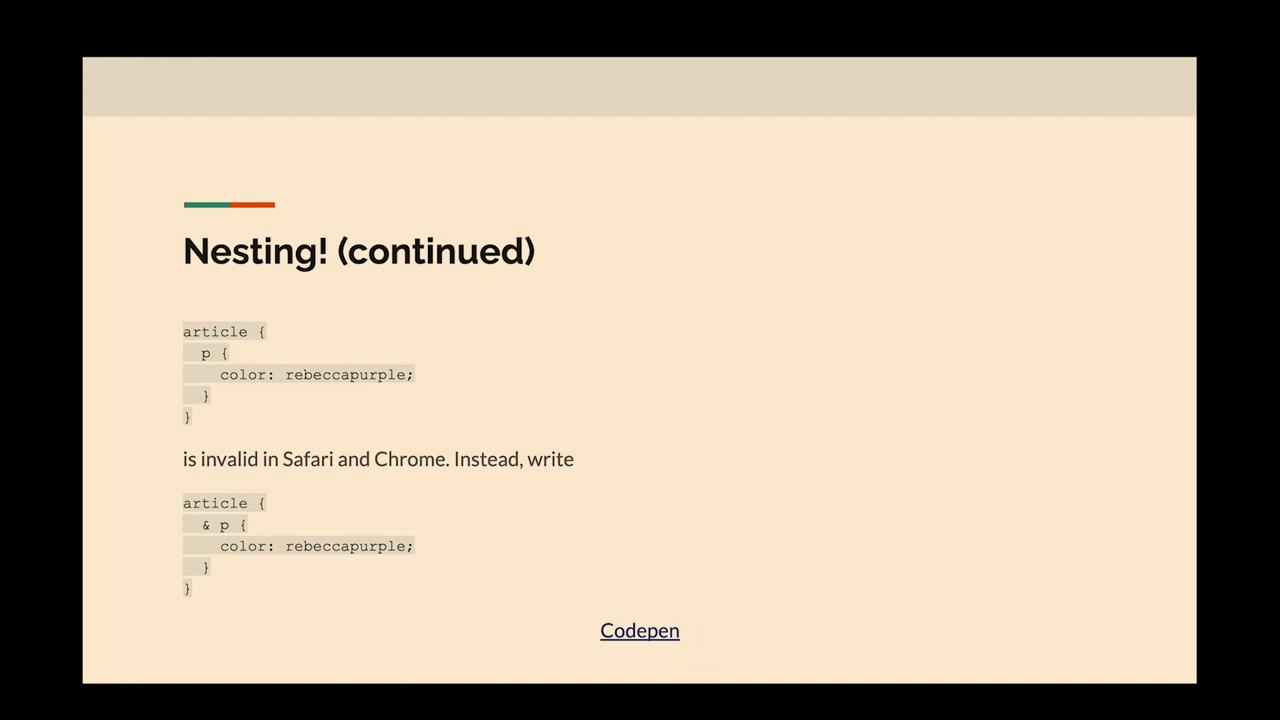 Nesting! (continued)
article {
  p {
    color: rebeccapurple;
  }
}
is invalid in Safari and Chrome. Instead, write
article {
  & p {
    color: rebeccapurple;
  }
}
Codepen